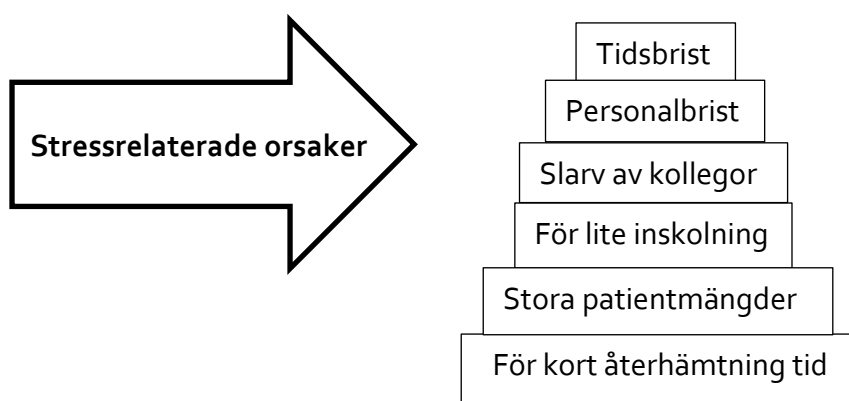 Stressrelaterade orsaker
Tidsbrist
Personalbrist
Slarv av kollegor
För lite inskolning
Stora patientmängder
För kort återhämtning tid